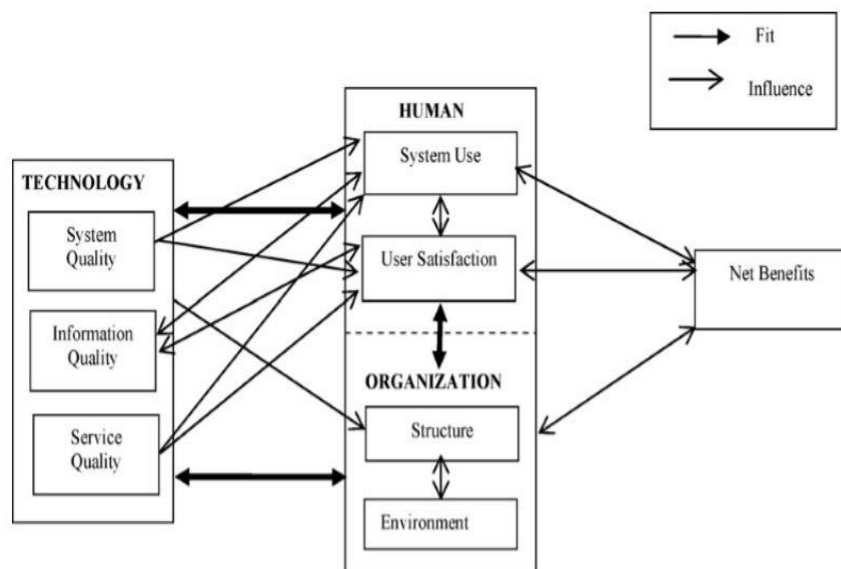 Fit
Influence
HUMAN
System Use
User Satisfaction
TECHNOLOGY
System
Quality
Information
Quality
Service
Quality
ORGANIZATION
Structure
Environment
Net Benefits